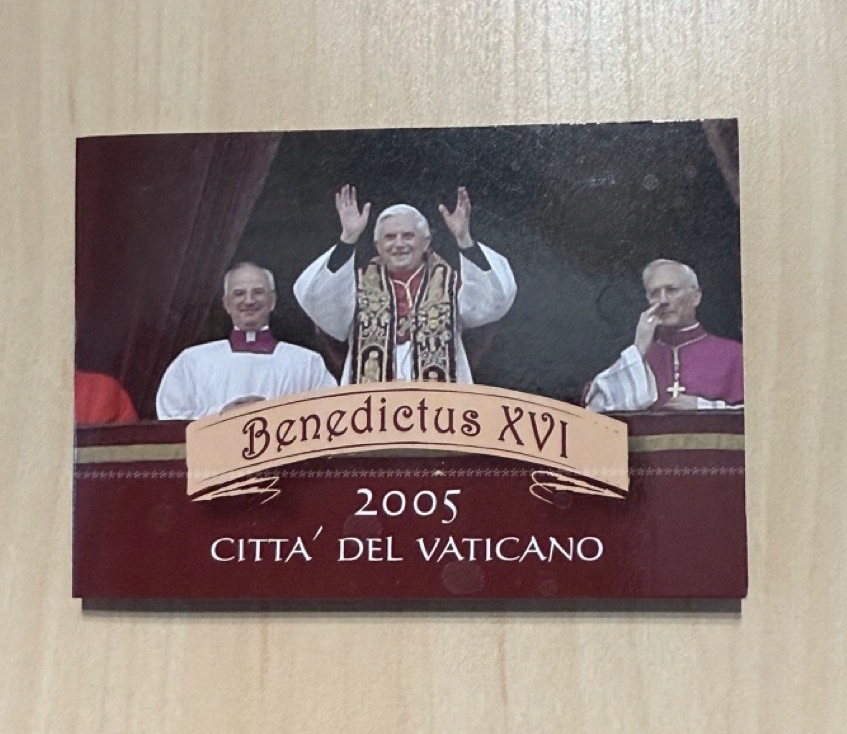 Benedictus XVI
2005
CITTA´ DEL VATICANO